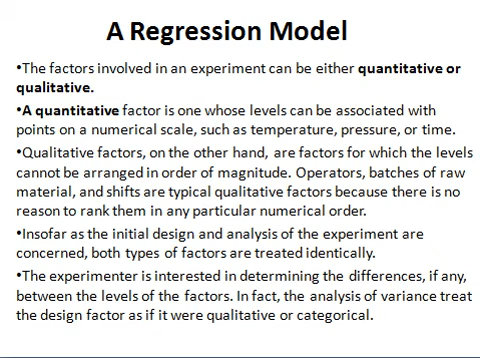 A Regression Model
•The factors involved in an experiment can be either quantitative or
qualitative.
•A quantitative factor is one whose levels can be associated with
points on a numerical scale, such as temperature, pressure, or time.
•Qualitative factors, on the other hand, are factors for which the levels
cannot be arranged in order of magnitude. Operators, batches of raw
material, and shifts are typical qualitative factors because there is no
reason to rank them in any particular numerical order.
•Insofar as the initial design and analysis of the experiment are
concerned, both types of factors are treated identically.
•The experimenter is interested in determining the differences, if any,
between the levels of the factors. In fact, the analysis of variance treat
the design factor as if it were qualitative or categorical.